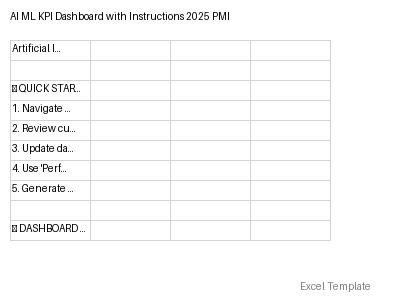 AI ML KPI Dashboard with Instructions 2025 PMI
Artificial I...
QUICK STAR...
1. Navigate ...
2. Review cu...
3. Update da...
4. Use 'Perf...
5. Generate ...
DASHBOARD...
Excel Template